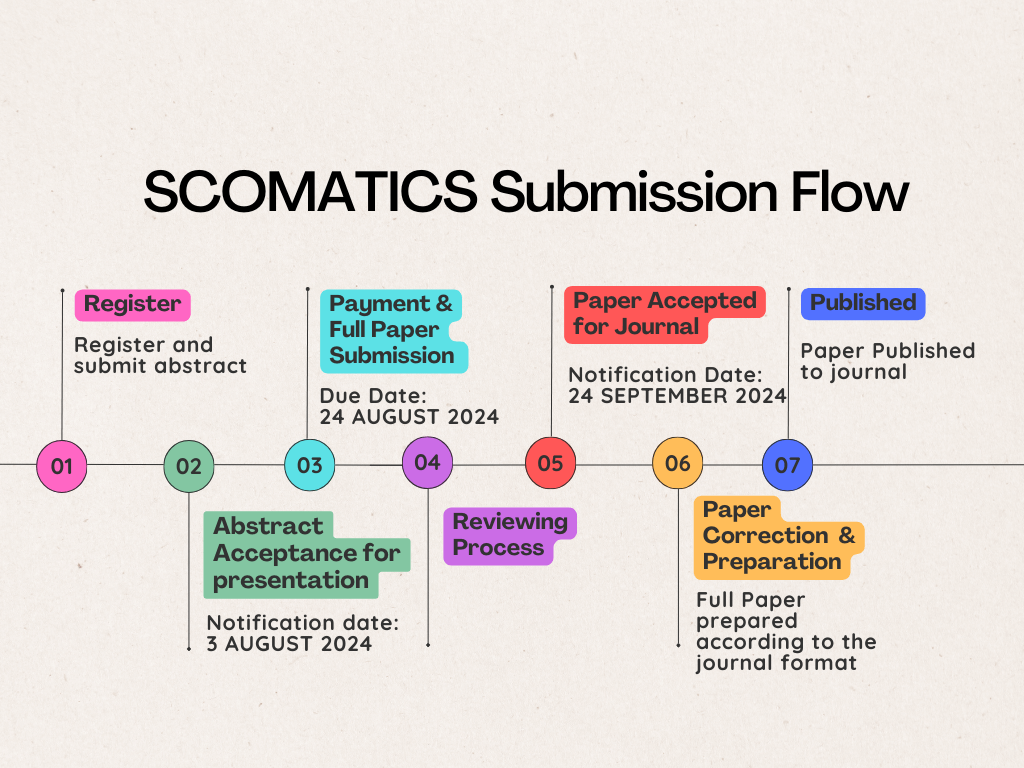 SCOMATICS Submission Flow
01
Register
Register and
submit abstract
02
Abstract
Acceptance for
presentation
Notification date:
3 AUGUST 2024
03
Payment &
Full Paper
Submission
Due Date:
24 AUGUST 2024
04
Reviewing
Process
05
Paper Accepted
for Journal
Notification Date:
24 SEPTEMBER 2024
06
Paper
Correction &
Preparation
Full Paper
prepared
according to the
journal format
07
Published
Paper Published
to journal